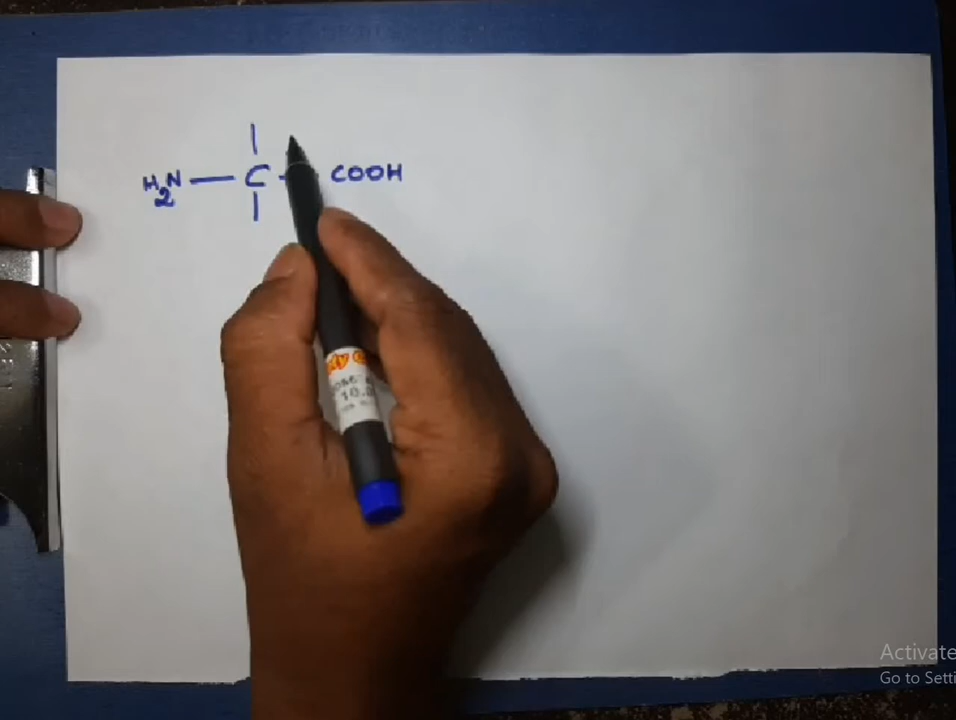 H2N — C — COOH
Activate
Go to Setti